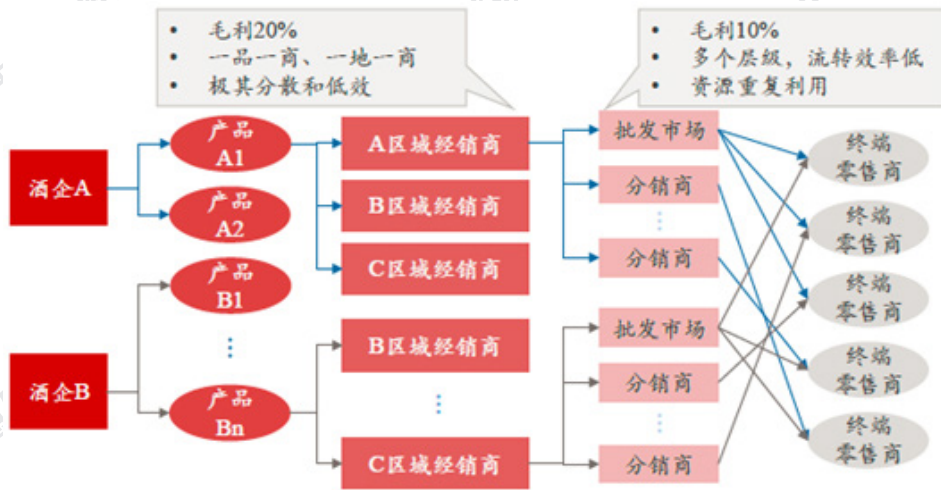 毛利20%
一品一商、一地一商
极其分散和低效
毛利10%
多个层级，流转效率低
资源重复利用
酒企A
产品
A1
产品
A2
A区域经销商
B区域经销商
C区域经销商
批发市场
分销商
分销商
终端
零售商
终端
零售商
终端
零售商
终端
零售商
终端
零售商
酒企B
产品
B1
产品
Bn
B区域经销商
C区域经销商
批发市场
分销商
分销商